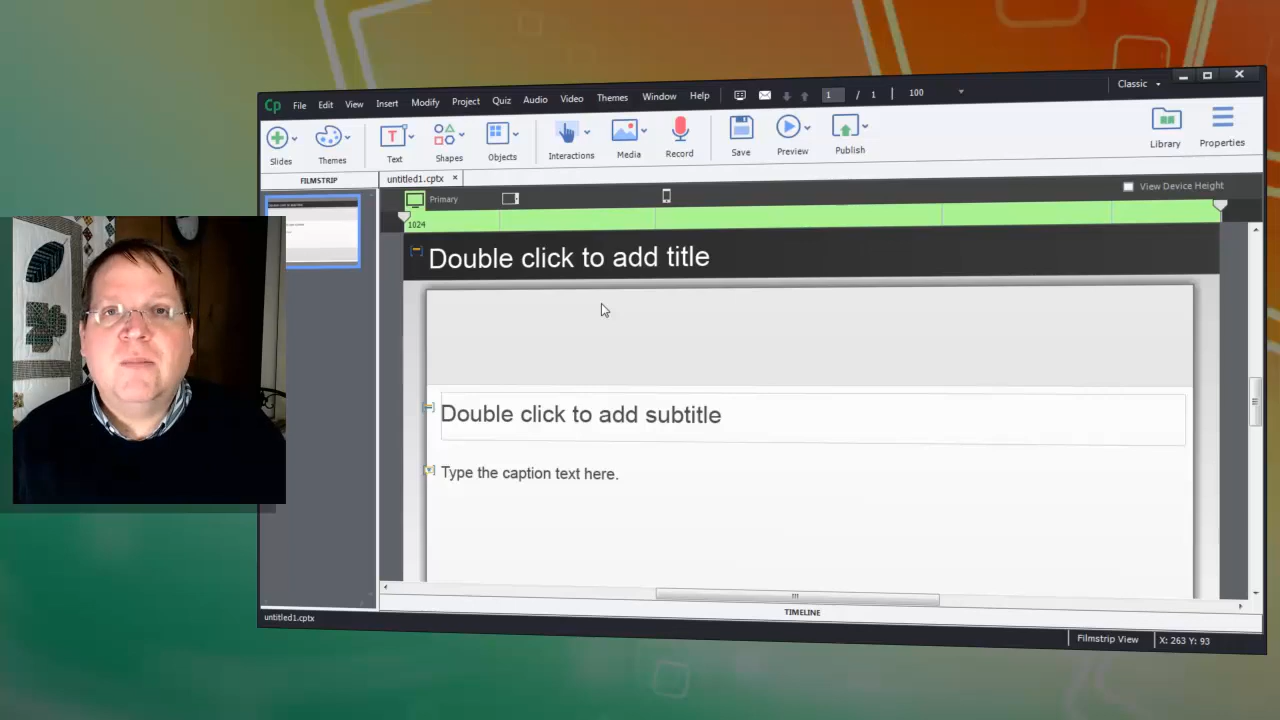 Cp File Edit View Insert Modify Project Quiz Audio Video Themes Window Help 1 / 1 100 Classic
Slides Themes Text Shapes Objects Interactions Media Record Save Preview Publish Library Properties
FILMSTRIP untitled1.cptx ×
Primary View Device Height
1024
Double click to add title
Double click to add subtitle
Type the caption text here.
TIMELINE
untitled1.cptx Filmstrip View X: 263 Y: 93